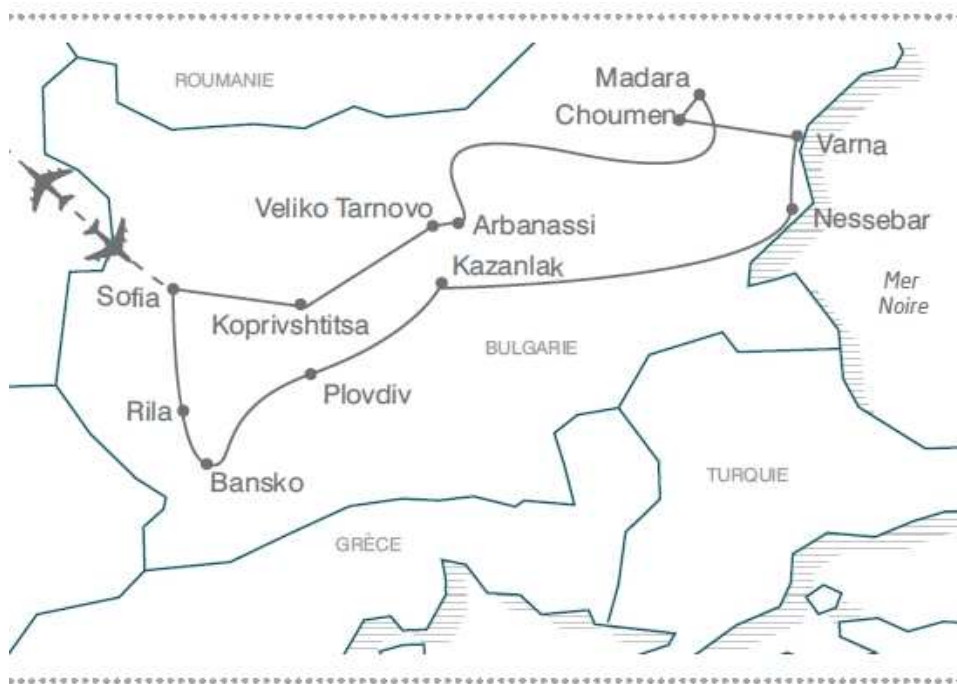 ROUMANIE
Madara
Choumen
Varna
Veliko Tarnovo
Arbanassi
Nessebar
Kazanlak
Sofia
Koprivshtitsa
Mer
Noire
BULGARIE
Plovdiv
Rila
Bansko
TURQUIE
GRÈCE